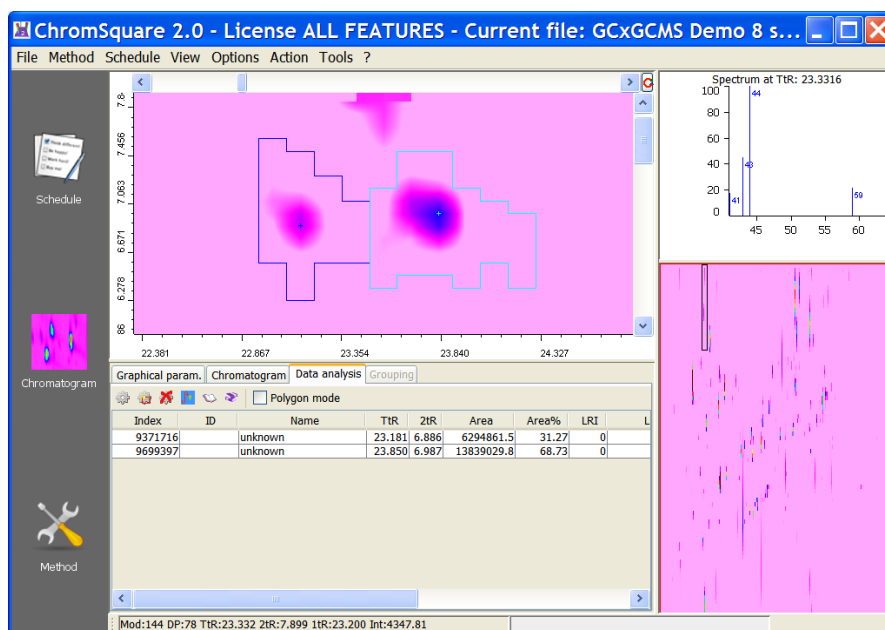 ChromSquare 2.0 - License ALL FEATURES - Current file: GCxGCMS Demo 8 s...
File Method Schedule View Options Action Tools ?
Schedule
Chromatogram
Method
7.8
7.456
7.063
6.671
6.278
86
22.381 22.867 23.354 23.840 24.327
Spectrum at TtR: 23.3316
100
80
60
40
20
0
44
43
41
59
45 50 55 60
Graphical param. Chromatogram Data analysis Grouping
Polygon mode
Index ID Name TtR 2tR Area Area% LRI L
9371716 unknown 23.181 6.886 6294861.5 31.27 0
9699397 unknown 23.850 6.987 13839029.8 68.73 0
Mod:144 DP:78 TtR:23.332 2tR:7.899 1tR:23.200 Int:4347.81